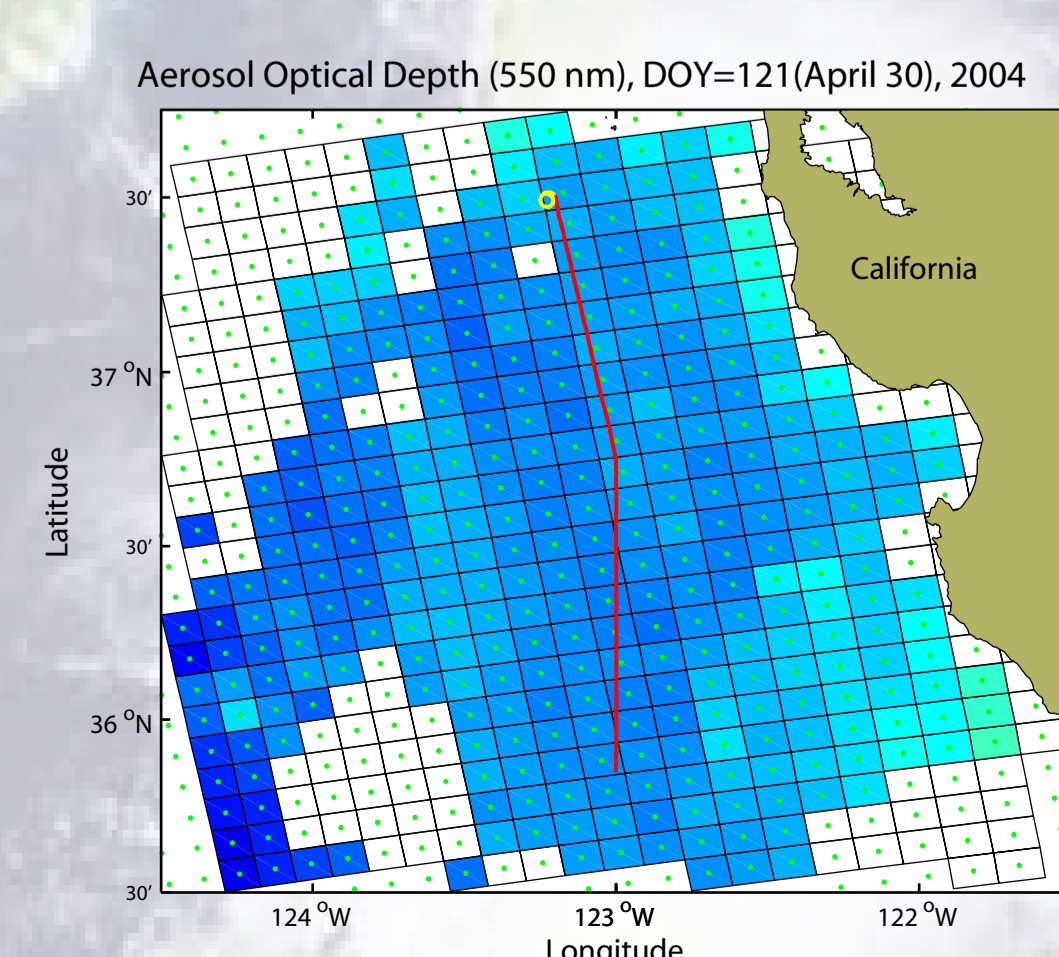 Aerosol Optical Depth (550 nm), DOY=121(April 30), 2004
30′
California
37 °N
Latitude
30′
36 °N
30′
124 °W
123 °W
122 °W
Longitude